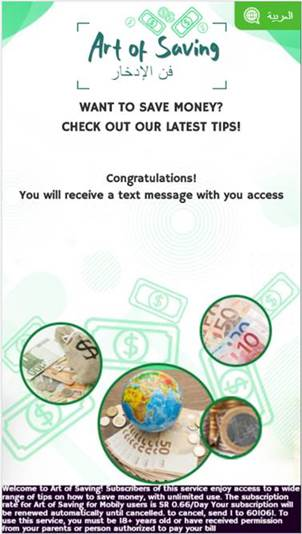 العربية
Art of Saving
فن الإدخار
WANT TO SAVE MONEY?
CHECK OUT OUR LATEST TIPS!
Congratulations!
You will receive a text message with you access
Welcome to Art of Saving! Subscribers of this service enjoy access to a wide
range of tips on how to save money, with unlimited use. The subscription
rate for Art of Saving for Mobily users is SR 0.66/Day Your subscription will
be renewed automatically until cancelled. to cancel, send 1 to 601061. To
use this service, you must be 18+ years old or have received permission
from your parents or person authorized to pay your bill